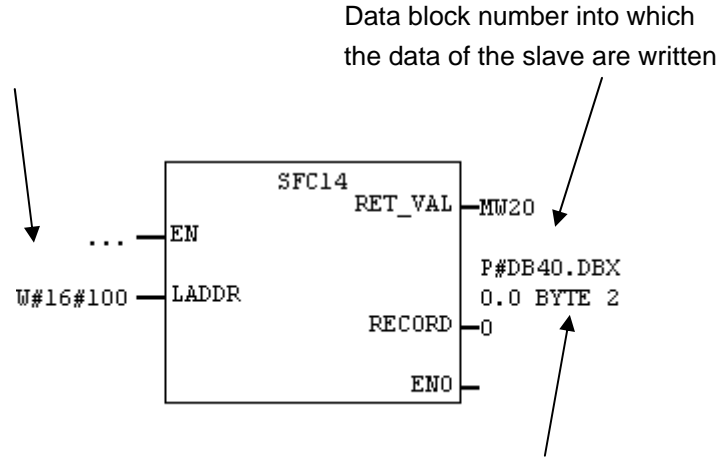 Data block number into which
the data of the slave are written
SFC14
RET_VAL MW20
... EN
P#DB40.DBX
W#16#100 LADDR 0.0 BYTE 2
RECORD 0
ENO